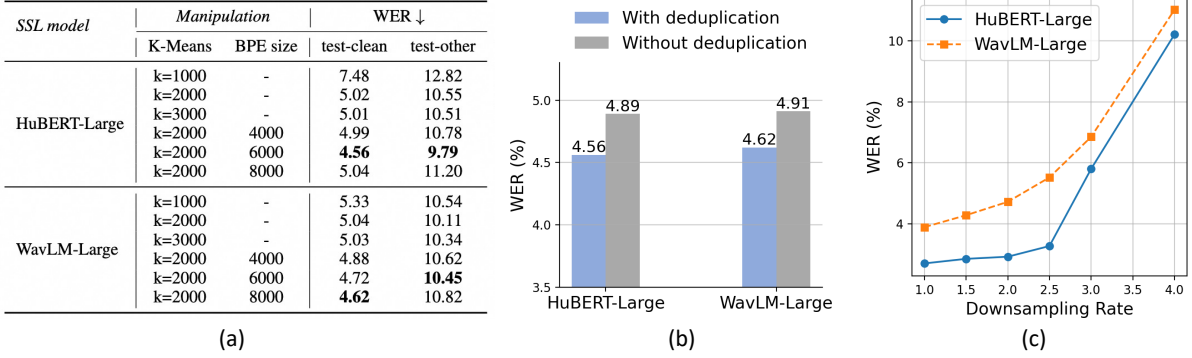 SSL model Manipulation WER ↓
K-Means BPE size test-clean test-other
HuBERT-Large
k=1000 - 7.48 12.82
k=2000 - 5.02 10.55
k=3000 - 5.01 10.51
k=2000 4000 4.99 10.78
k=2000 6000 4.56 9.79
k=2000 8000 5.04 11.20
WavLM-Large
k=1000 - 5.33 10.54
k=2000 - 5.04 10.11
k=3000 - 5.03 10.34
k=2000 4000 4.88 10.62
k=2000 6000 4.72 10.45
k=2000 8000 4.62 10.82
(a)
With deduplication
Without deduplication
WER (%)
5.0
4.5
4.0
3.5
4.56
4.89
4.62
4.91
HuBERT-Large
WavLM-Large
(b)
HuBERT-Large
WavLM-Large
WER (%)
10
8
6
4
1.0 1.5 2.0 2.5 3.0 3.5 4.0
Downsampling Rate
(c)